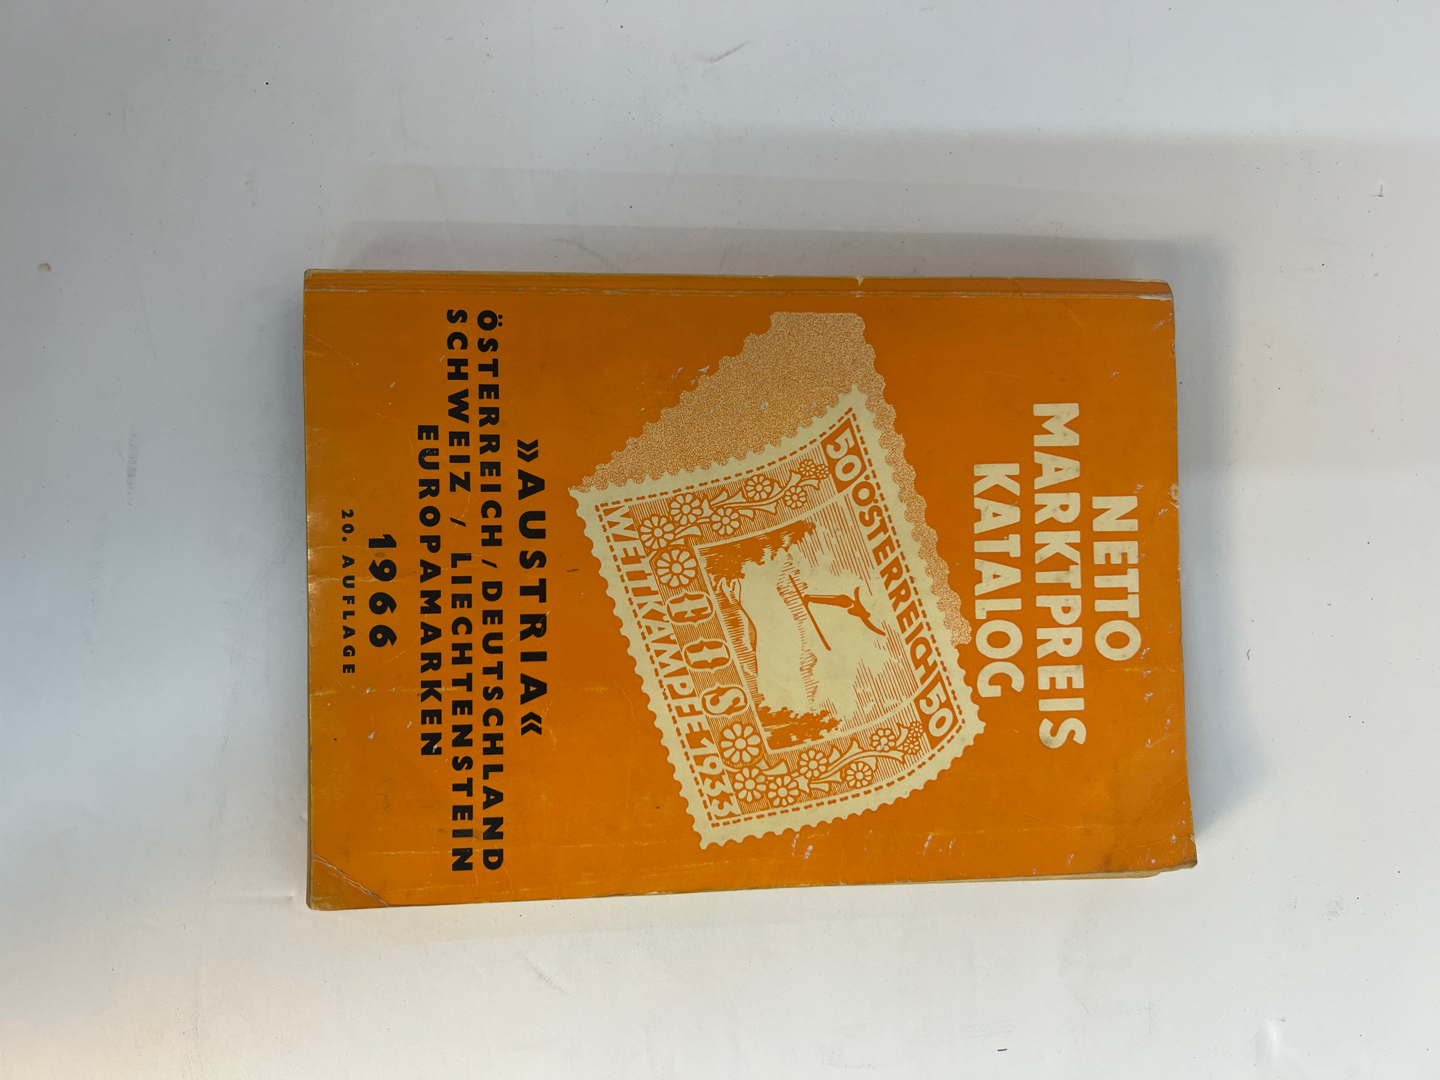 NETTO
MARKTPREIS
KATALOG
50 ÖSTERREICH 50
WETTKÄMPFE 1933
»AUSTRIA«
ÖSTERREICH / DEUTSCHLAND
SCHWEIZ / LIECHTENSTEIN
EUROPAMARKEN
1966
20. AUFLAGE